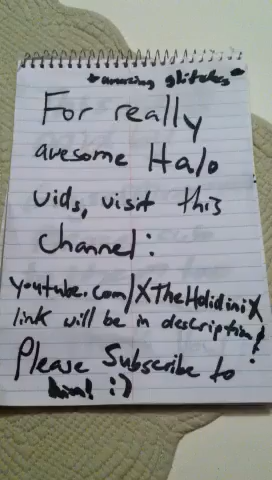 *amazing glitches*
For really
awesome Halo
vids, visit this
channel:
youtube.com/XTheHolidiniX
link will be in description!
Please Subscribe to
him! :)